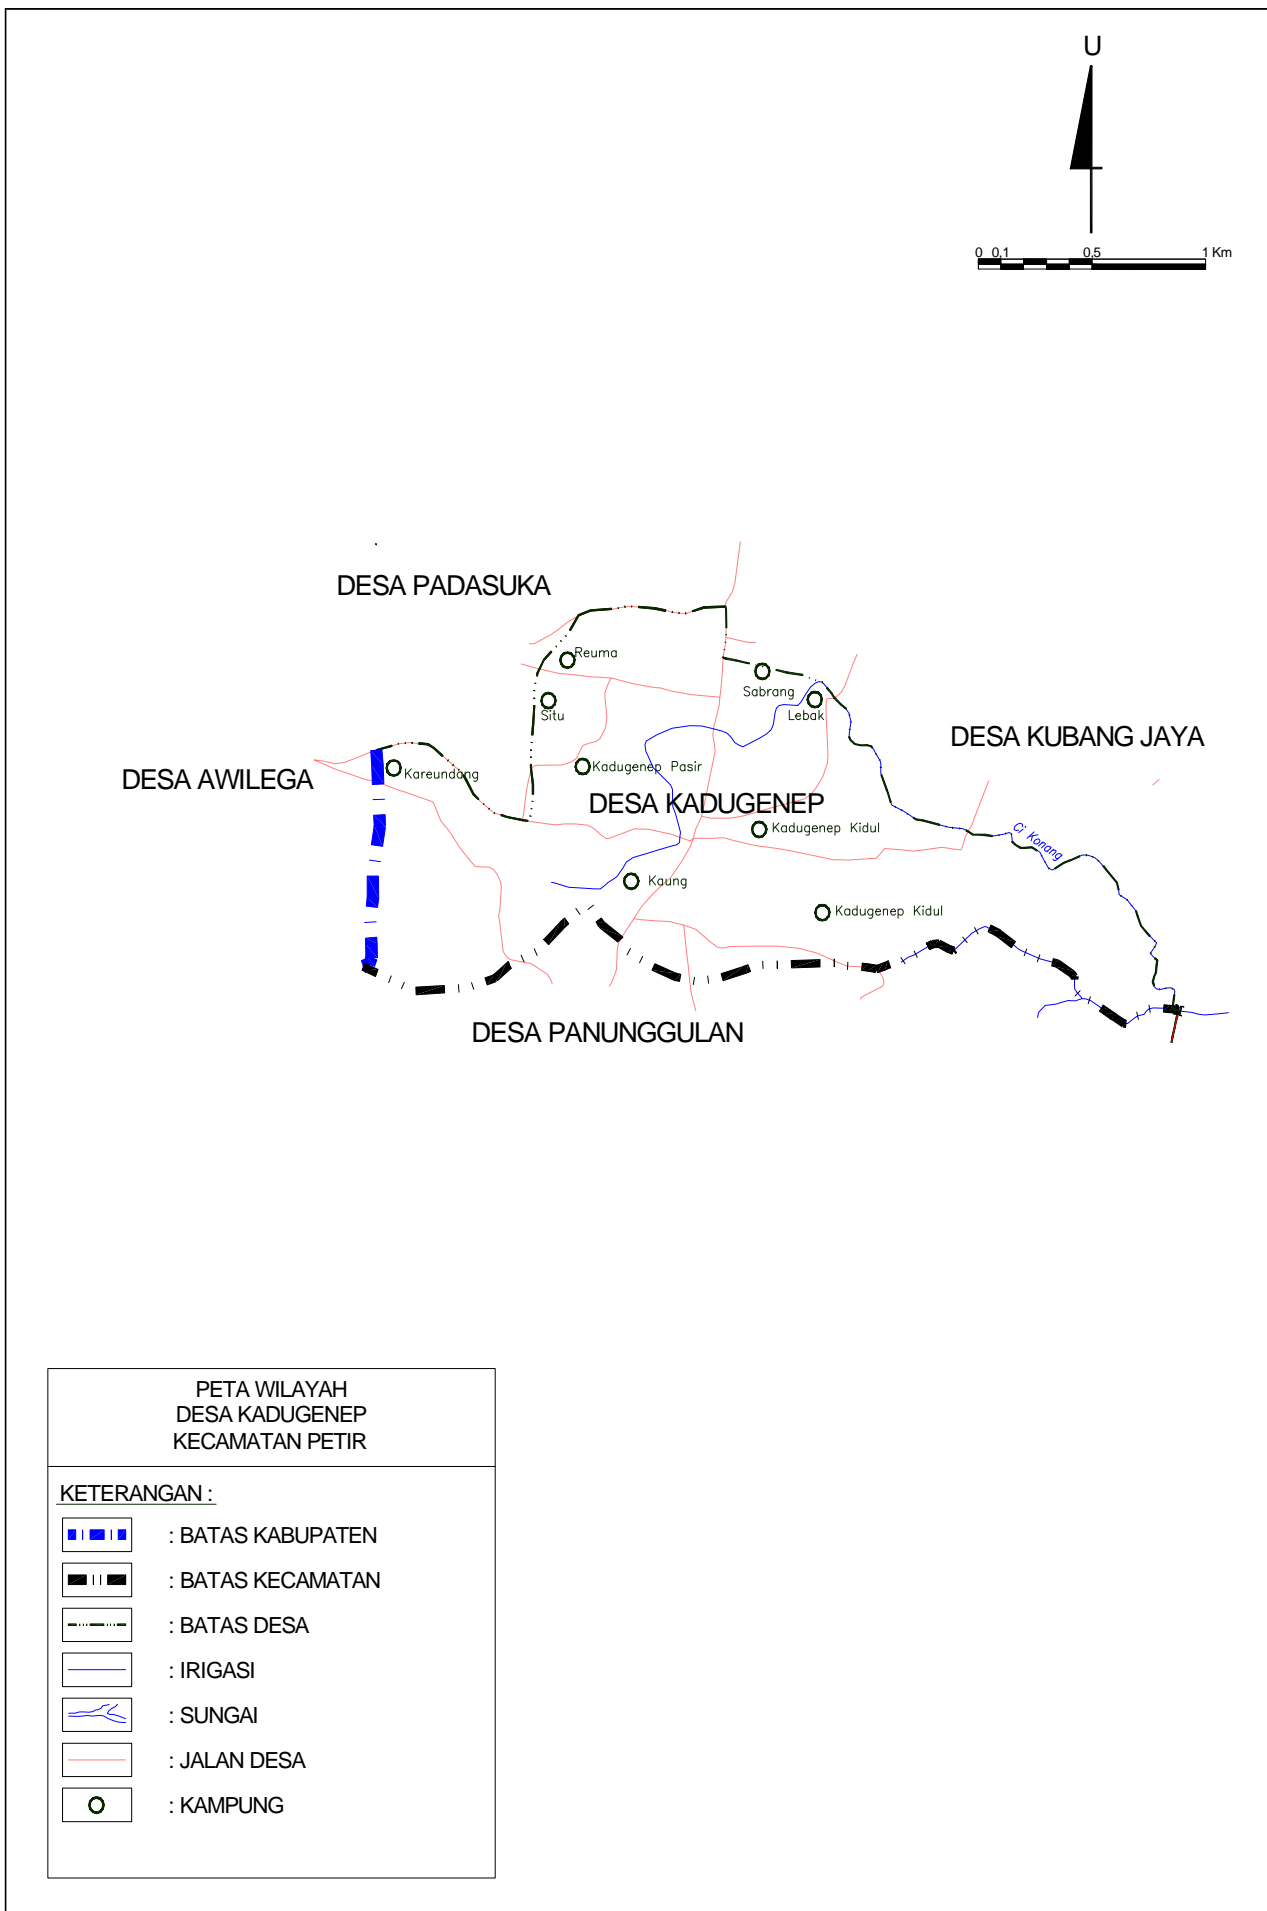 U
0 0,1 0,5 1 Km
DESA PADASUKA
Reuma
Sabrang
Situ
Lebak
DESA KUBANG JAYA
DESA AWILEGA
Kareundang
Kadugenep Pasir
DESA KADUGENEP
Kadugenep Kidul
Ci Konang
Kaung
Kadugenep Kidul
DESA PANUNGGULAN
PETA WILAYAH
DESA KADUGENEP
KECAMATAN PETIR
KETERANGAN :
: BATAS KABUPATEN
: BATAS KECAMATAN
: BATAS DESA
: IRIGASI
: SUNGAI
: JALAN DESA
: KAMPUNG